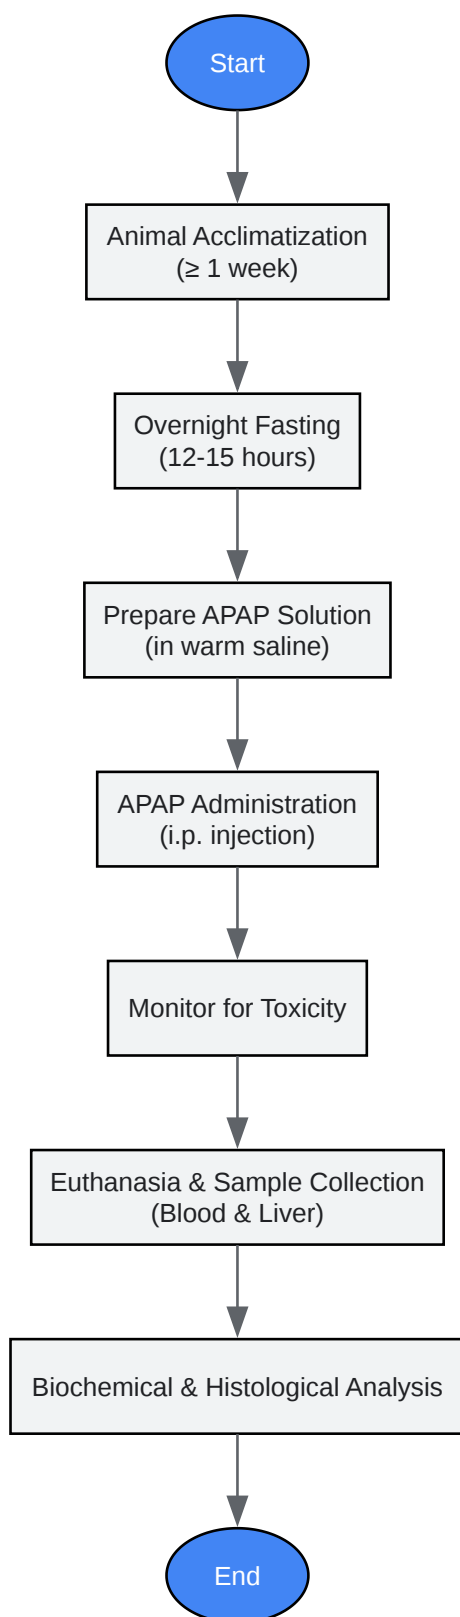 Start
Animal Acclimatization
(≥ 1 week)
Overnight Fasting
(12-15 hours)
Prepare APAP Solution
(in warm saline)
APAP Administration
(i.p. injection)
Monitor for Toxicity
Euthanasia & Sample Collection
(Blood & Liver)
Biochemical & Histological Analysis
End